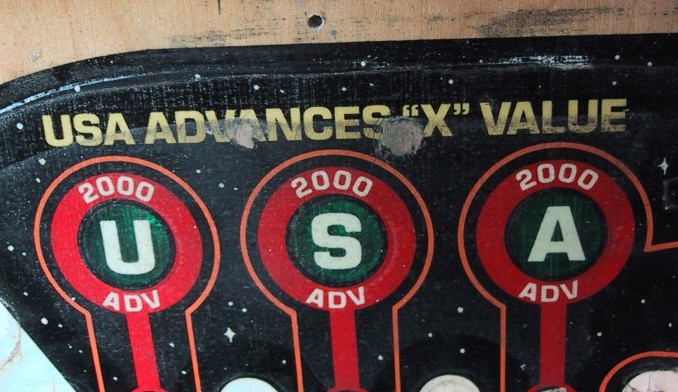 USA ADVANCES "X" VALUE
2000 2000 2000
U S A
ADV ADV ADV